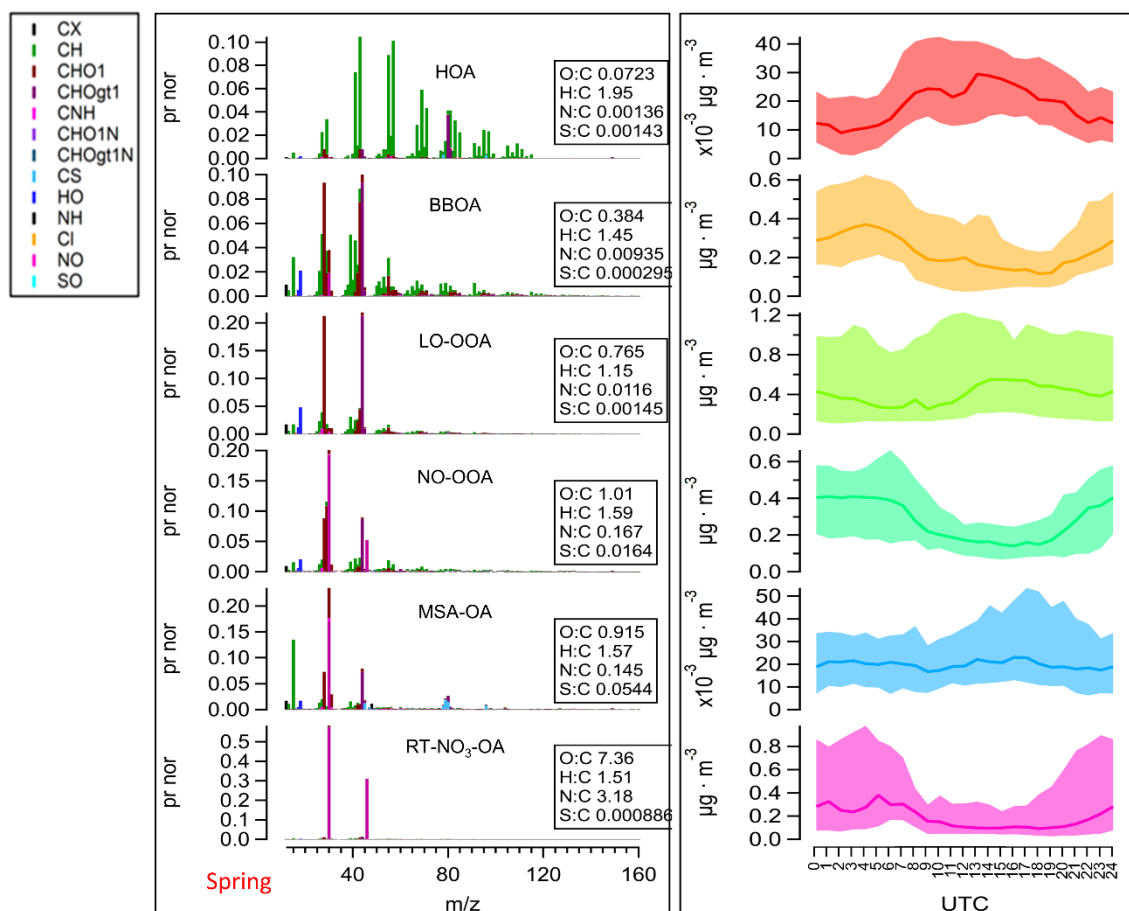 CX
CH
CHO1
CHOgt1
CNH
CHO1N
CHOgt1N
CS
HO
NH
Cl
NO
SO
HOA
pr nor
0.10
0.08
0.06
0.04
0.02
0.00
O:C 0.0723
H:C 1.95
N:C 0.00136
S:C 0.00143
BBOA
pr nor
0.10
0.08
0.06
0.04
0.02
0.00
O:C 0.384
H:C 1.45
N:C 0.00935
S:C 0.000295
LO-OOA
pr nor
0.20
0.15
0.10
0.05
0.00
O:C 0.765
H:C 1.15
N:C 0.0116
S:C 0.00145
NO-OOA
pr nor
0.20
0.15
0.10
0.05
0.00
O:C 1.01
H:C 1.59
N:C 0.167
S:C 0.0164
MSA-OA
pr nor
0.20
0.15
0.10
0.05
0.00
O:C 0.915
H:C 1.57
N:C 0.145
S:C 0.0544
RT-NO₃-OA
pr nor
0.5
0.4
0.3
0.2
0.1
0.0
O:C 7.36
H:C 1.51
N:C 3.18
S:C 0.000886
Spring
40 80 120 160
m/z
x10⁻³ µg · m⁻³
40
30
20
10
0
µg · m⁻³
0.6
0.4
0.2
0.0
µg · m⁻³
1.2
0.8
0.4
0.0
µg · m⁻³
0.6
0.4
0.2
0.0
x10⁻³ µg · m⁻³
50
40
30
20
10
0
µg · m⁻³
0.8
0.6
0.4
0.2
0.0
0 1 2 3 4 5 6 7 8 9 10 11 12 13 14 15 16 17 18 19 20 21 22 23 24
UTC